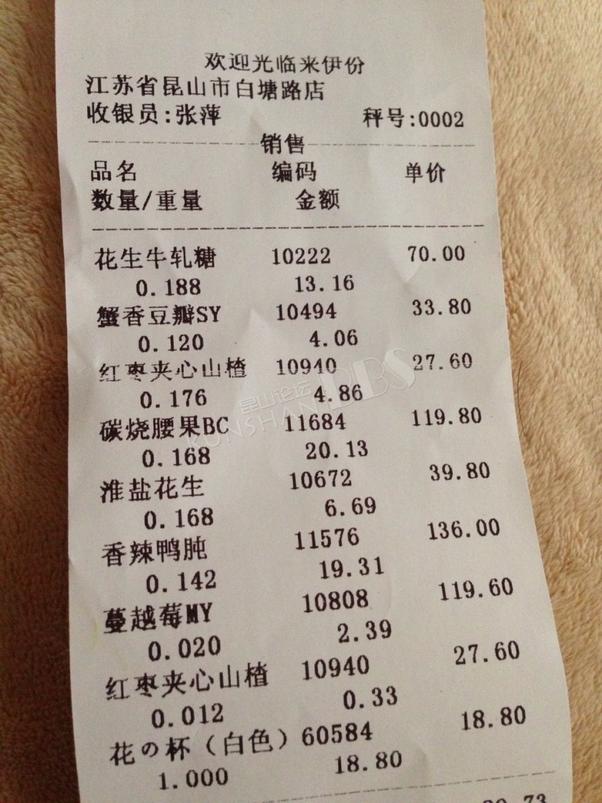 欢迎光临来伊份
江苏省昆山市白塘路店
收银员:张萍 秤号:0002
销售
品名 编码 单价
数量/重量 金额
花生牛轧糖 10222 70.00
0.188 13.16
蟹香豆瓣SY 10494 33.80
0.120 4.06
红枣夹心山楂 10940 27.60
0.176 4.86
碳烧腰果BC 11684 119.80
0.168 20.13
淮盐花生 10672 39.80
0.168 6.69
香辣鸭肫 11576 136.00
0.142 19.31
蔓越莓MY 10808 119.60
0.020 2.39
红枣夹心山楂 10940 27.60
0.012 0.33
花の杯（白色）60584 18.80
1.000 18.80
昆山论坛
KUNSHAN BBS